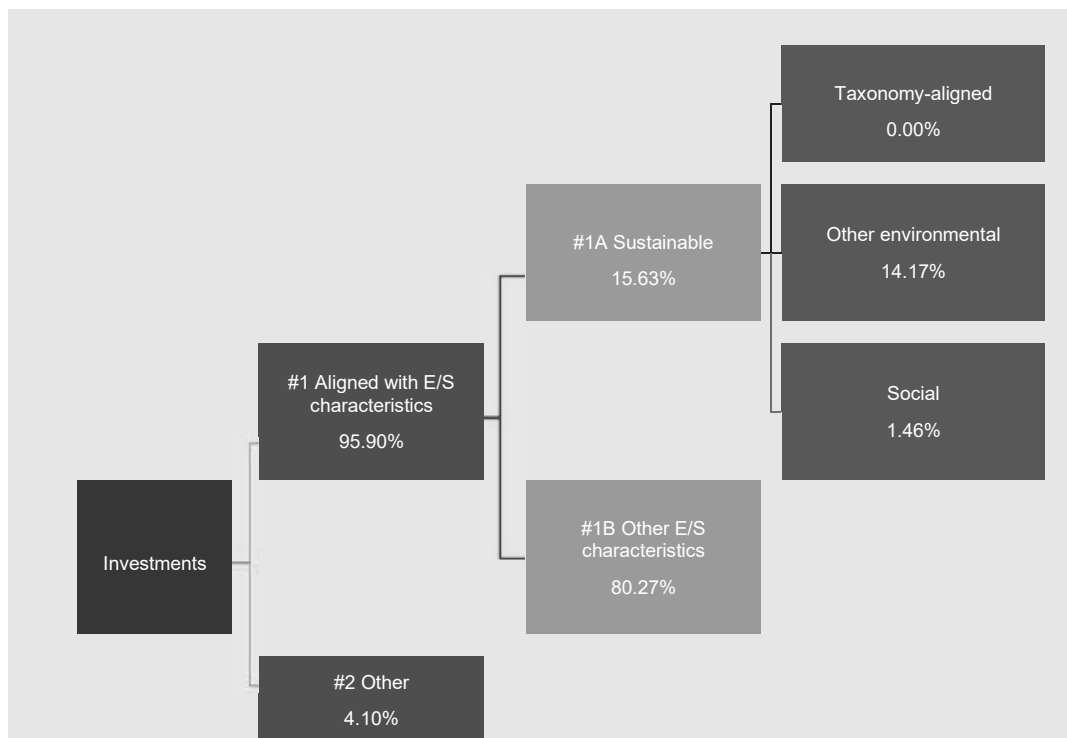 Investments
#1 Aligned with E/S
characteristics
95.90%
#2 Other
4.10%
#1A Sustainable
15.63%
#1B Other E/S
characteristics
80.27%
Taxonomy-aligned
0.00%
Other environmental
14.17%
Social
1.46%